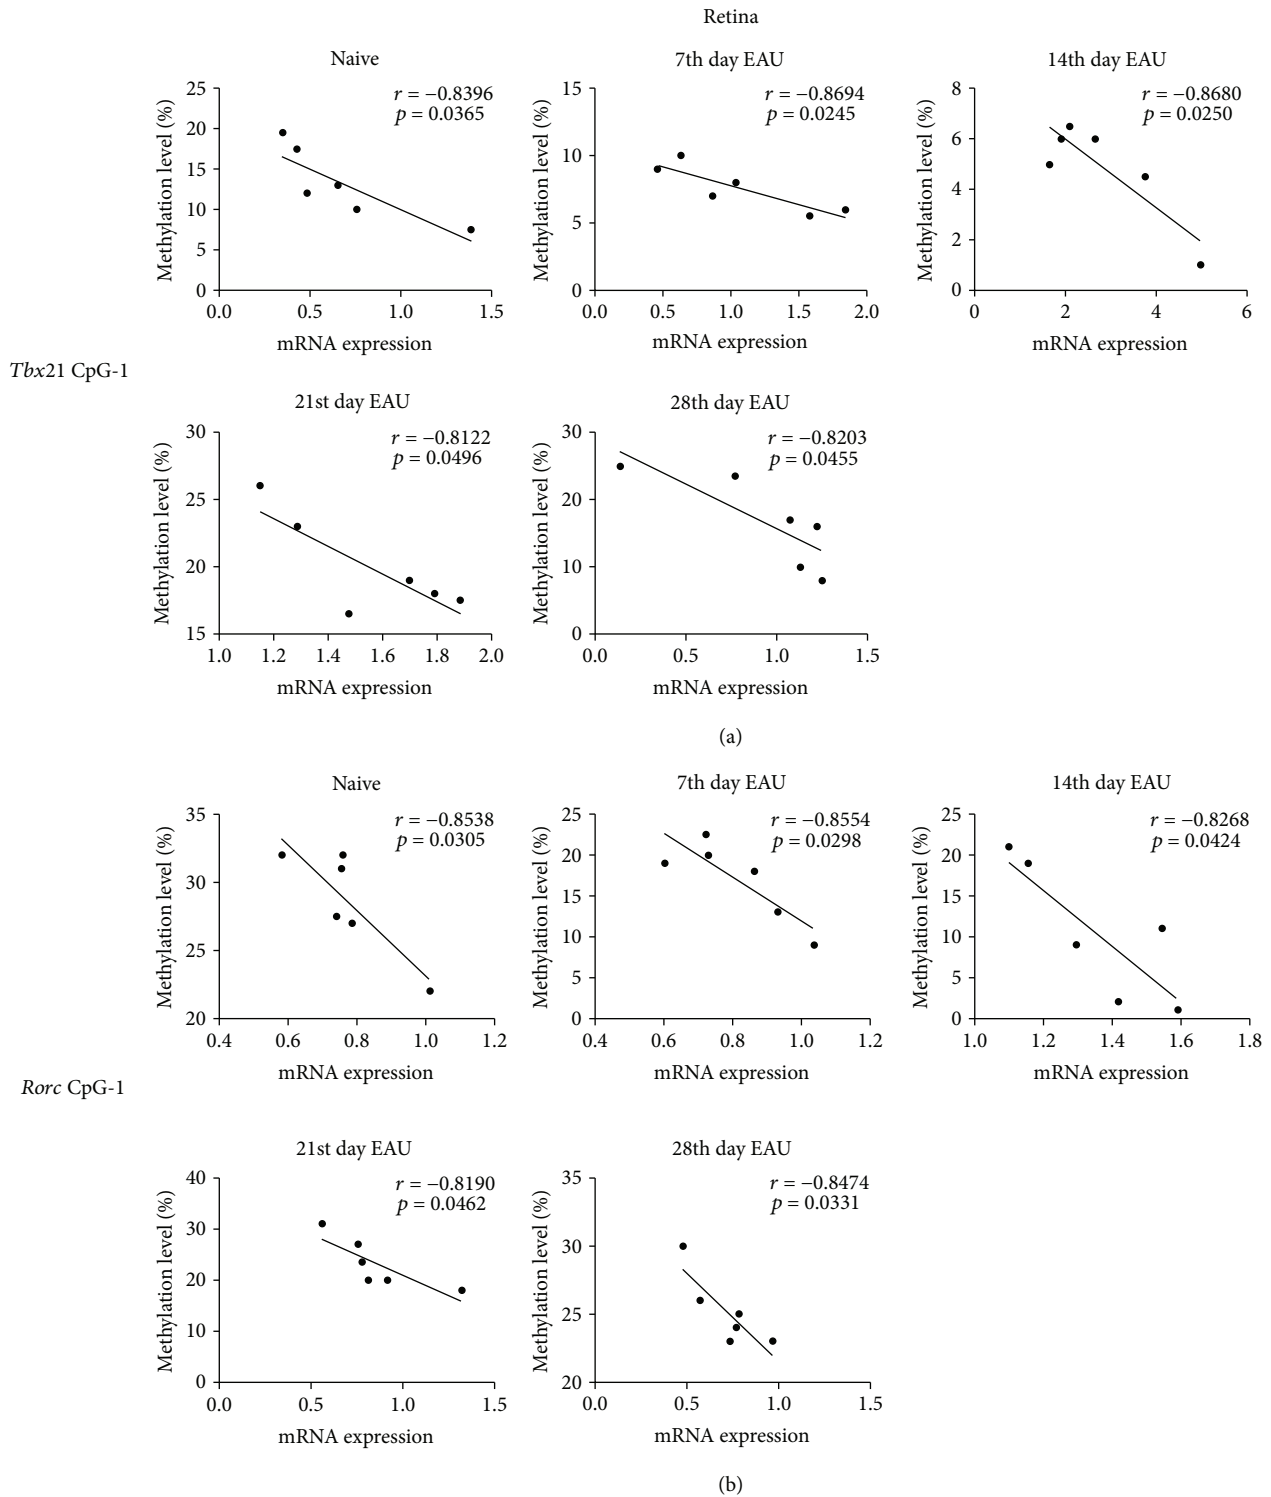 Retina
Naive
r = −0.8396
p = 0.0365
Methylation level (%)
25
20
15
10
5
0
0.0
0.5
1.0
1.5
mRNA expression
7th day EAU
r = −0.8694
p = 0.0245
Methylation level (%)
15
10
5
0
0.0
0.5
1.0
1.5
2.0
mRNA expression
14th day EAU
r = −0.8680
p = 0.0250
Methylation level (%)
8
6
4
2
0
0
2
4
6
mRNA expression
Tbx21 CpG-1
21st day EAU
r = −0.8122
p = 0.0496
Methylation level (%)
30
25
20
15
1.0
1.2
1.4
1.6
1.8
2.0
mRNA expression
28th day EAU
r = −0.8203
p = 0.0455
Methylation level (%)
30
20
10
0
0.0
0.5
1.0
1.5
mRNA expression
(a)
Naive
r = −0.8538
p = 0.0305
Methylation level (%)
35
30
25
20
0.4
0.6
0.8
1.0
1.2
mRNA expression
7th day EAU
r = −0.8554
p = 0.0298
Methylation level (%)
25
20
15
10
5
0
0.4
0.6
0.8
1.0
1.2
mRNA expression
14th day EAU
r = −0.8268
p = 0.0424
Methylation level (%)
25
20
15
10
5
0
1.0
1.2
1.4
1.6
1.8
mRNA expression
Rorc CpG-1
21st day EAU
r = −0.8190
p = 0.0462
Methylation level (%)
40
30
20
10
0
0.0
0.5
1.0
1.5
mRNA expression
28th day EAU
r = −0.8474
p = 0.0331
Methylation level (%)
35
30
25
20
0.0
0.5
1.0
1.5
mRNA expression
(b)